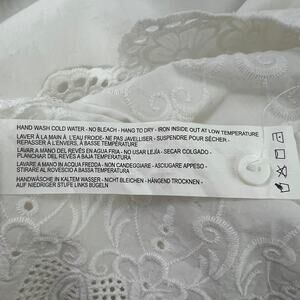 HAND WASH COLD WATER - NO BLEACH - HANG TO DRY - IRON INSIDE OUT AT LOW TEMPERATURE
LAVER À LA MAIN À L'EAU FROIDE - NE PAS JAVELLISER - SUSPENDRE POUR SÉCHER -
REPASSER À L'ENVERS, À BASSE TEMPÉRATURE
LAVAR A MANO DEL REVÉS EN AGUA FRIA - NO USAR LEJÍA - SECAR COLGADO -
PLANCHAR DEL REVÉS A BAJA TEMPERATURA
LAVARE A MANO IN ACQUA FREDDA - NON CANDEGGIARE - ASCIUGARE APPESO -
STIRARE AL ROVESCIO A BASSA TEMPERATURA
HANDWÄSCHE IN KALTEM WASSER - NICHT BLEICHEN - HÄNGEND TROCKNEN -
AUF NIEDRIGER STUFE LINKS BÜGELN